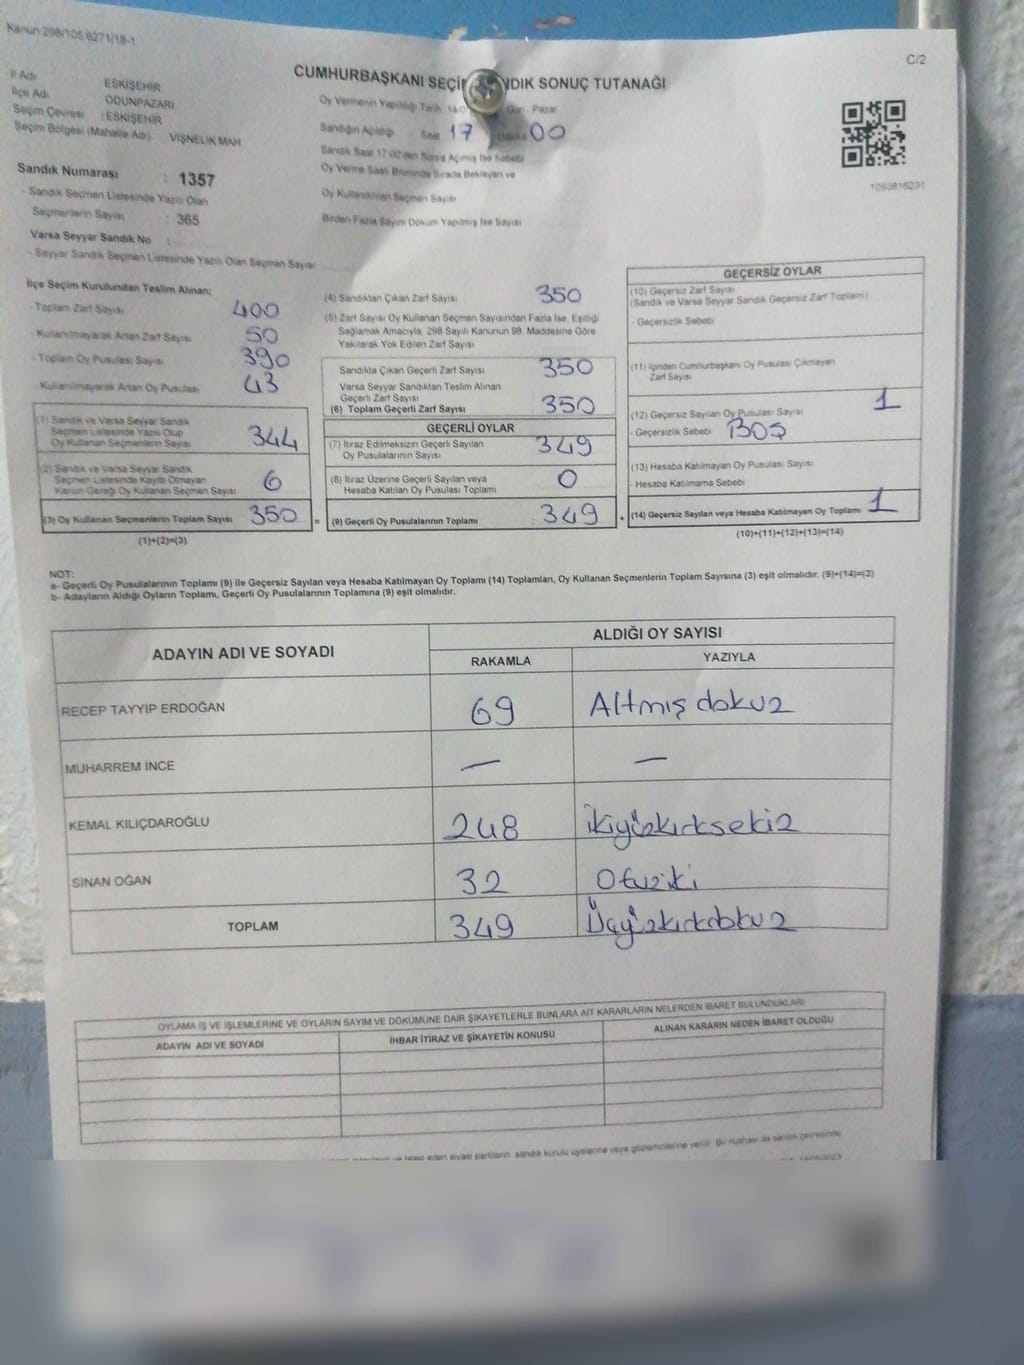 Kanun:298/105,6271/18-1
C/2
CUMHURBAŞKANI SEÇİ NDIK SONUÇ TUTANAĞI
İl Adı ESKİŞEHİR
İlçe Adı ODUNPAZARI
Seçim Çevresi : ESKİŞEHİR
Seçim Bölgesi (Mahalle Adı) VİŞNELİK MAH
Oy Vermenin Yapıldığı Tarih Gün Pazar
Sandığın Açıldığı Saat 17 00
Sandık Saat 17:00'den Sonra Açılmış İse Sebebi
Oy Verme Saati Bitiminde Sırada Bekleyen ve
Oy Kullandırılan Seçmen Sayısı
Birden Fazla Sayım Döküm Yapılmış İse Sayısı
1093816231
Sandık Numarası : 1357
- Sandık Seçmen Listesinde Yazılı Olan
Seçmenlerin Sayısı : 365
Varsa Seyyar Sandık No :
- Seyyar Sandık Seçmen Listesinde Yazılı Olan Seçmen Sayısı
İlçe Seçim Kurulundan Teslim Alınan;
- Toplam Zarf Sayısı 400
- Kullanılmayarak Artan Zarf Sayısı 50
- Toplam Oy Pusulası Sayısı 390
- Kullanılmayarak Artan Oy Pusulası 43
(1) Sandık ve Varsa Seyyar Sandık
Seçmen Listesinde Yazılı Olup
Oy Kullanan Seçmenlerin Sayısı 344
(2) Sandık ve Varsa Seyyar Sandık
Seçmen Listesinde Kayıtlı Olmayan
Kanun Gereği Oy Kullanan Seçmen Sayısı 6
(3) Oy Kullanan Seçmenlerin Toplam Sayısı 350 =
(1)+(2)=(3)
(4) Sandıktan Çıkan Zarf Sayısı 350
(5) Zarf Sayısı Oy Kullanan Seçmen Sayısından Fazla İse, Eşitliği
Sağlamak Amacıyla, 298 Sayılı Kanunun 98. Maddesine Göre
Yakılarak Yok Edilen Zarf Sayısı
Sandıkta Çıkan Geçerli Zarf Sayısı 350
Varsa Seyyar Sandıktan Teslim Alınan
Geçerli Zarf Sayısı
(6) Toplam Geçerli Zarf Sayısı 350
GEÇERLİ OYLAR
(7) İtiraz Edilmeksizin Geçerli Sayılan
Oy Pusulalarının Sayısı 349
(8) İtiraz Üzerine Geçerli Sayılan veya
Hesaba Katılan Oy Pusulası Toplamı 0
(9) Geçerli Oy Pusulalarının Toplamı : 349 +
GEÇERSİZ OYLAR
(10) Geçersiz Zarf Sayısı
(Sandık ve Varsa Seyyar Sandık Geçersiz Zarf Toplamı)
- Geçersizlik Sebebi
(11) İçinden Cumhurbaşkanı Oy Pusulası Çıkmayan
Zarf Sayısı
(12) Geçersiz Sayılan Oy Pusulası Sayısı 1
- Geçersizlik Sebebi BOŞ
(13) Hesaba Katılmayan Oy Pusulası Sayısı
- Hesaba Katılmama Sebebi
(14) Geçersiz Sayılan veya Hesaba Katılmayan Oy Toplamı 1
(10)+(11)+(12)+(13)=(14)
NOT:
a- Geçerli Oy Pusulalarının Toplamı (9) ile Geçersiz Sayılan veya Hesaba Katılmayan Oy Toplamı (14) Toplamları, Oy Kullanan Seçmenlerin Toplam Sayısına (3) eşit olmalıdır. (9)+(14)=(3)
b- Adayların Aldığı Oyların Toplamı, Geçerli Oy Pusulalarının Toplamına (9) eşit olmalıdır.
ADAYIN ADI VE SOYADI
ALDIĞI OY SAYISI
RAKAMLA YAZIYLA
RECEP TAYYİP ERDOĞAN 69 Altmış dokuz
MUHARREM İNCE — —
KEMAL KILIÇDAROĞLU 248 ikiyüzkırksekiz
SİNAN OĞAN 32 Otuziki
TOPLAM 349 Üçyüzkırkdokuz
OYLAMA İŞ VE İŞLEMLERİNE VE OYLARIN SAYIM VE DÖKÜMÜNE DAİR ŞİKAYETLERLE BUNLARA AİT KARARLARIN NELERDEN İBARET BULUNDUKLARI
ADAYIN ADI VE SOYADI İHBAR İTİRAZ VE ŞİKAYETİN KONUSU ALINAN KARARIN NEDEN İBARET OLDUĞU
eden siyasi partilerin sandık kurulu üyelerine veya gözlemcilerine verilir. Bir nüshası da sandık çevresinde